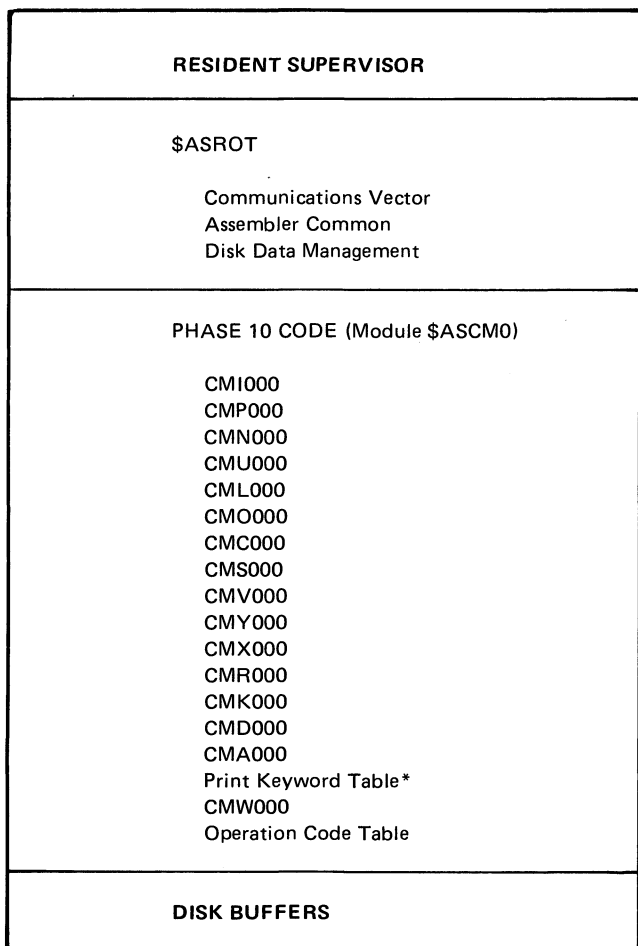 RESIDENT SUPERVISOR
$ASROT
Communications Vector
Assembler Common
Disk Data Management
PHASE 10 CODE (Module $ASCM0)
CMI000
CMP000
CMN000
CMU000
CML000
CMO000
CMC000
CMS000
CMV000
CMY000
CMX000
CMR000
CMK000
CMD000
CMA000
Print Keyword Table*
CMW000
Operation Code Table
DISK BUFFERS